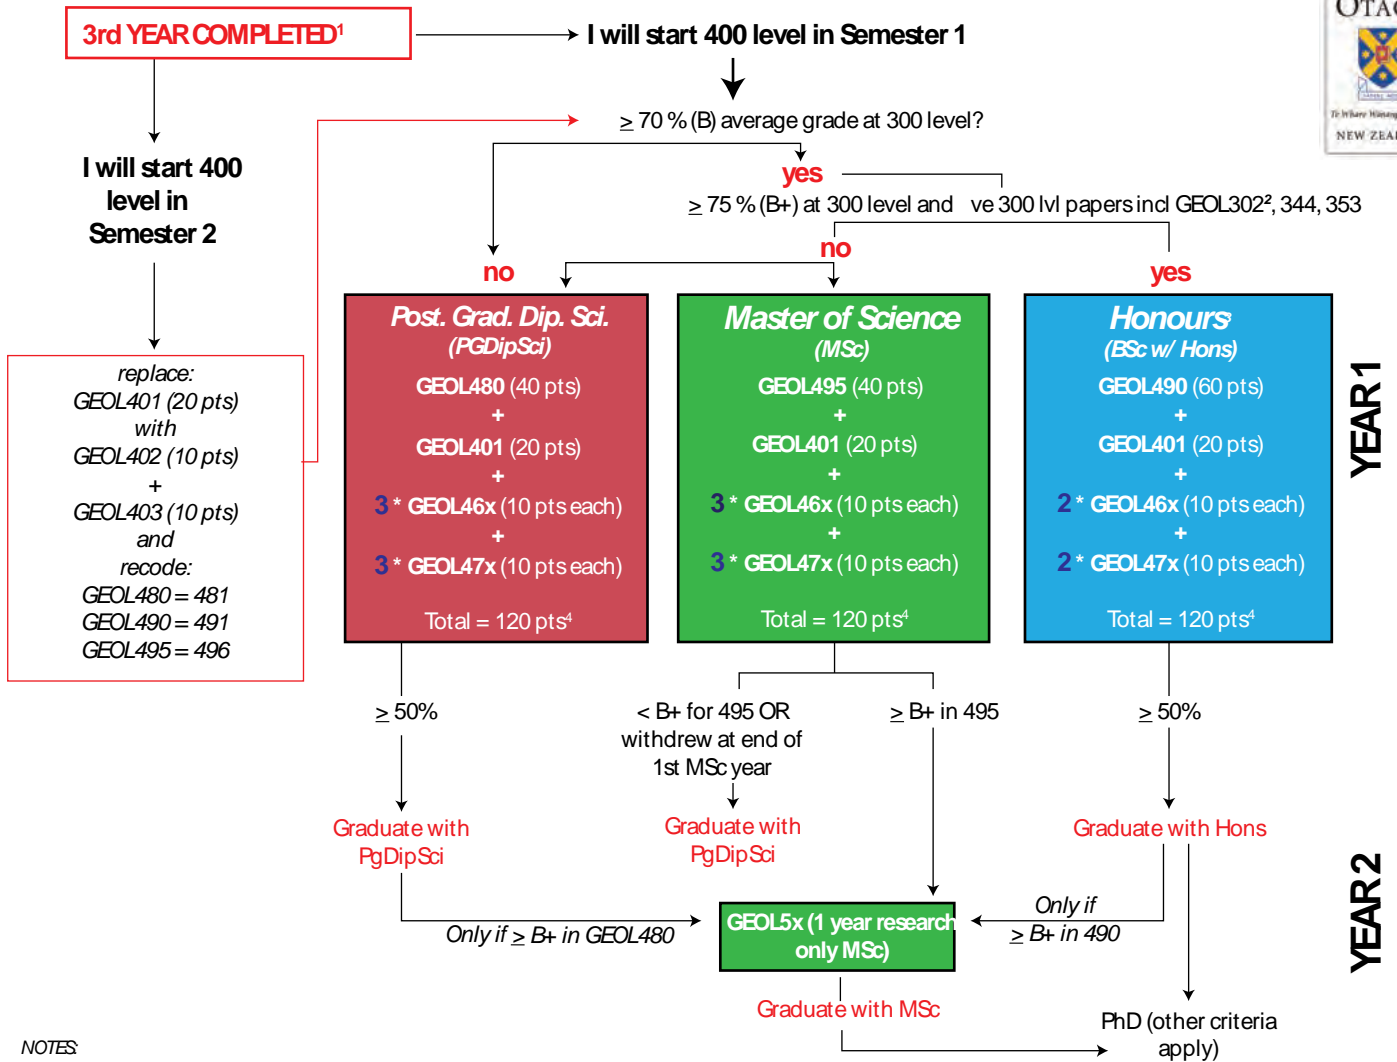 3rd YEAR COMPLETED¹
I will start 400 level in Semester 1
OTAGO
Te Whare Wānanga
NEW ZEAL
≥ 70 % (B) average grade at 300 level?
I will start 400
level in
Semester 2
yes
≥ 75 % (B+) at 300 level and ve 300 lvl papers incl GEOL302², 344, 353
no
no
yes
replace:
GEOL401 (20 pts)
with
GEOL402 (10 pts)
+
GEOL403 (10 pts)
and
recode:
GEOL480 = 481
GEOL490 = 491
GEOL495 = 496
Post. Grad. Dip. Sci.
(PGDipSci)
GEOL480 (40 pts)
+
GEOL401 (20 pts)
+
3 * GEOL46x (10 pts each)
+
3 * GEOL47x (10 pts each)
Total = 120 pts⁴
Master of Science
(MSc)
GEOL495 (40 pts)
+
GEOL401 (20 pts)
+
3 * GEOL46x (10 pts each)
+
3 * GEOL47x (10 pts each)
Total = 120 pts⁴
Honours³
(BSc w/ Hons)
GEOL490 (60 pts)
+
GEOL401 (20 pts)
+
2 * GEOL46x (10 pts each)
+
2 * GEOL47x (10 pts each)
Total = 120 pts⁴
YEAR 1
≥ 50%
< B+ for 495 OR
withdrew at end of
1st MSc year
≥ B+ in 495
≥ 50%
Graduate with
PgDipSci
Graduate with
PgDipSci
Graduate with Hons
Only if ≥ B+ in GEOL480
GEOL5x (1 year research
only MSc)
Only if
≥ B+ in 490
YEAR 2
Graduate with MSc
PhD (other criteria
apply)
NOTES: